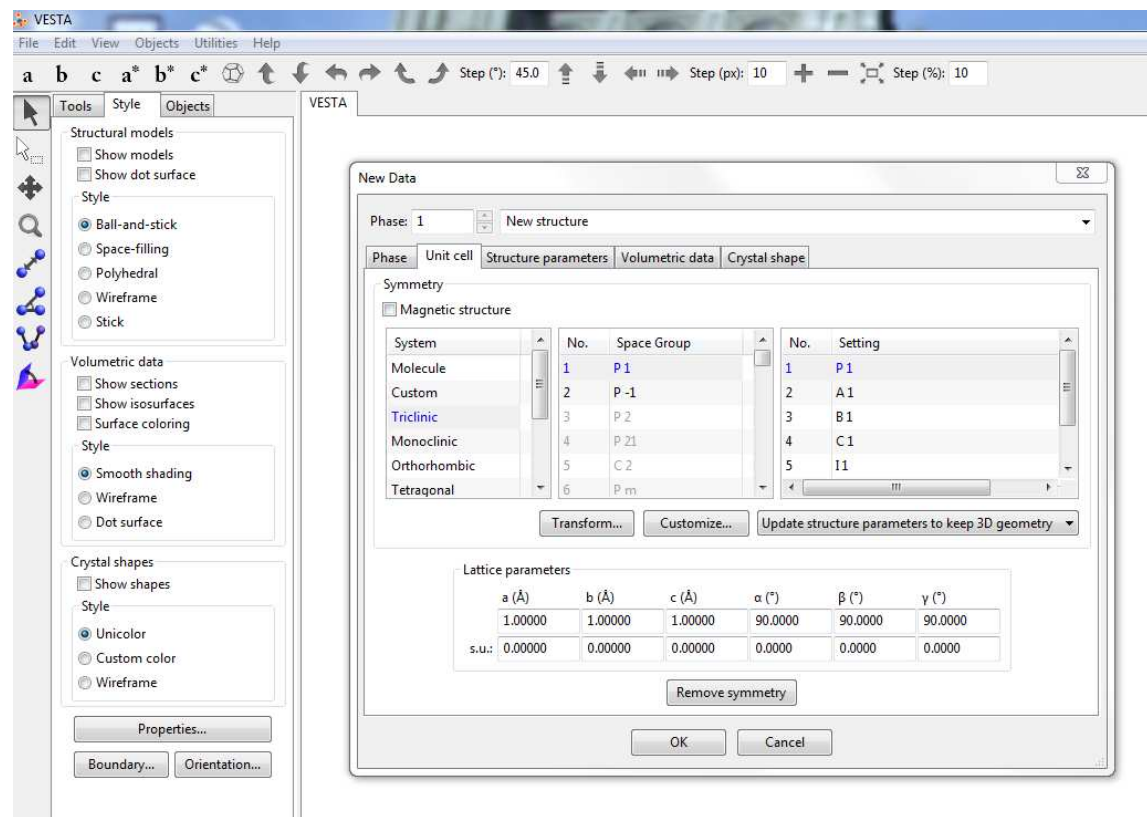 VESTA
File Edit View Objects Utilities Help
a b c a* b* c* Step (°): 45.0 Step (px): 10 Step (%): 10
Tools Style Objects
VESTA
Structural models
Show models
Show dot surface
Style
Ball-and-stick
Space-filling
Polyhedral
Wireframe
Stick
Volumetric data
Show sections
Show isosurfaces
Surface coloring
Style
Smooth shading
Wireframe
Dot surface
Crystal shapes
Show shapes
Style
Unicolor
Custom color
Wireframe
Properties...
Boundary... Orientation...
New Data
Phase: 1 New structure
Phase Unit cell Structure parameters Volumetric data Crystal shape
Symmetry
Magnetic structure
System No. Space Group No. Setting
Molecule 1 P 1 1 P 1
Custom 2 P -1 2 A 1
Triclinic 3 P 2 3 B 1
Monoclinic 4 P 21 4 C 1
Orthorhombic 5 C 2 5 I 1
Tetragonal 6 P m
Transform... Customize... Update structure parameters to keep 3D geometry
Lattice parameters
a (Å) b (Å) c (Å) α (°) β (°) γ (°)
1.00000 1.00000 1.00000 90.0000 90.0000 90.0000
s.u.: 0.00000 0.00000 0.00000 0.0000 0.0000 0.0000
Remove symmetry
OK Cancel